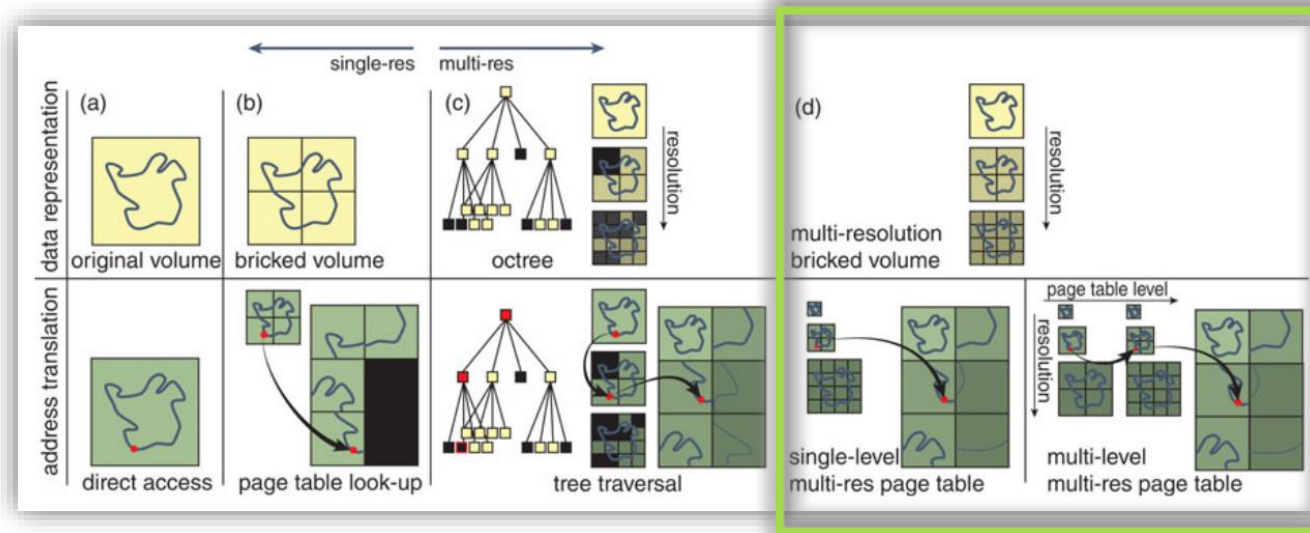 single-res
multi-res
(a)
(b)
(c)
(d)
data representation
resolution
resolution
original volume
bricked volume
octree
multi-resolution
bricked volume
address translation
page table level
resolution
direct access
page table look-up
tree traversal
single-level
multi-res page table
multi-level
multi-res page table